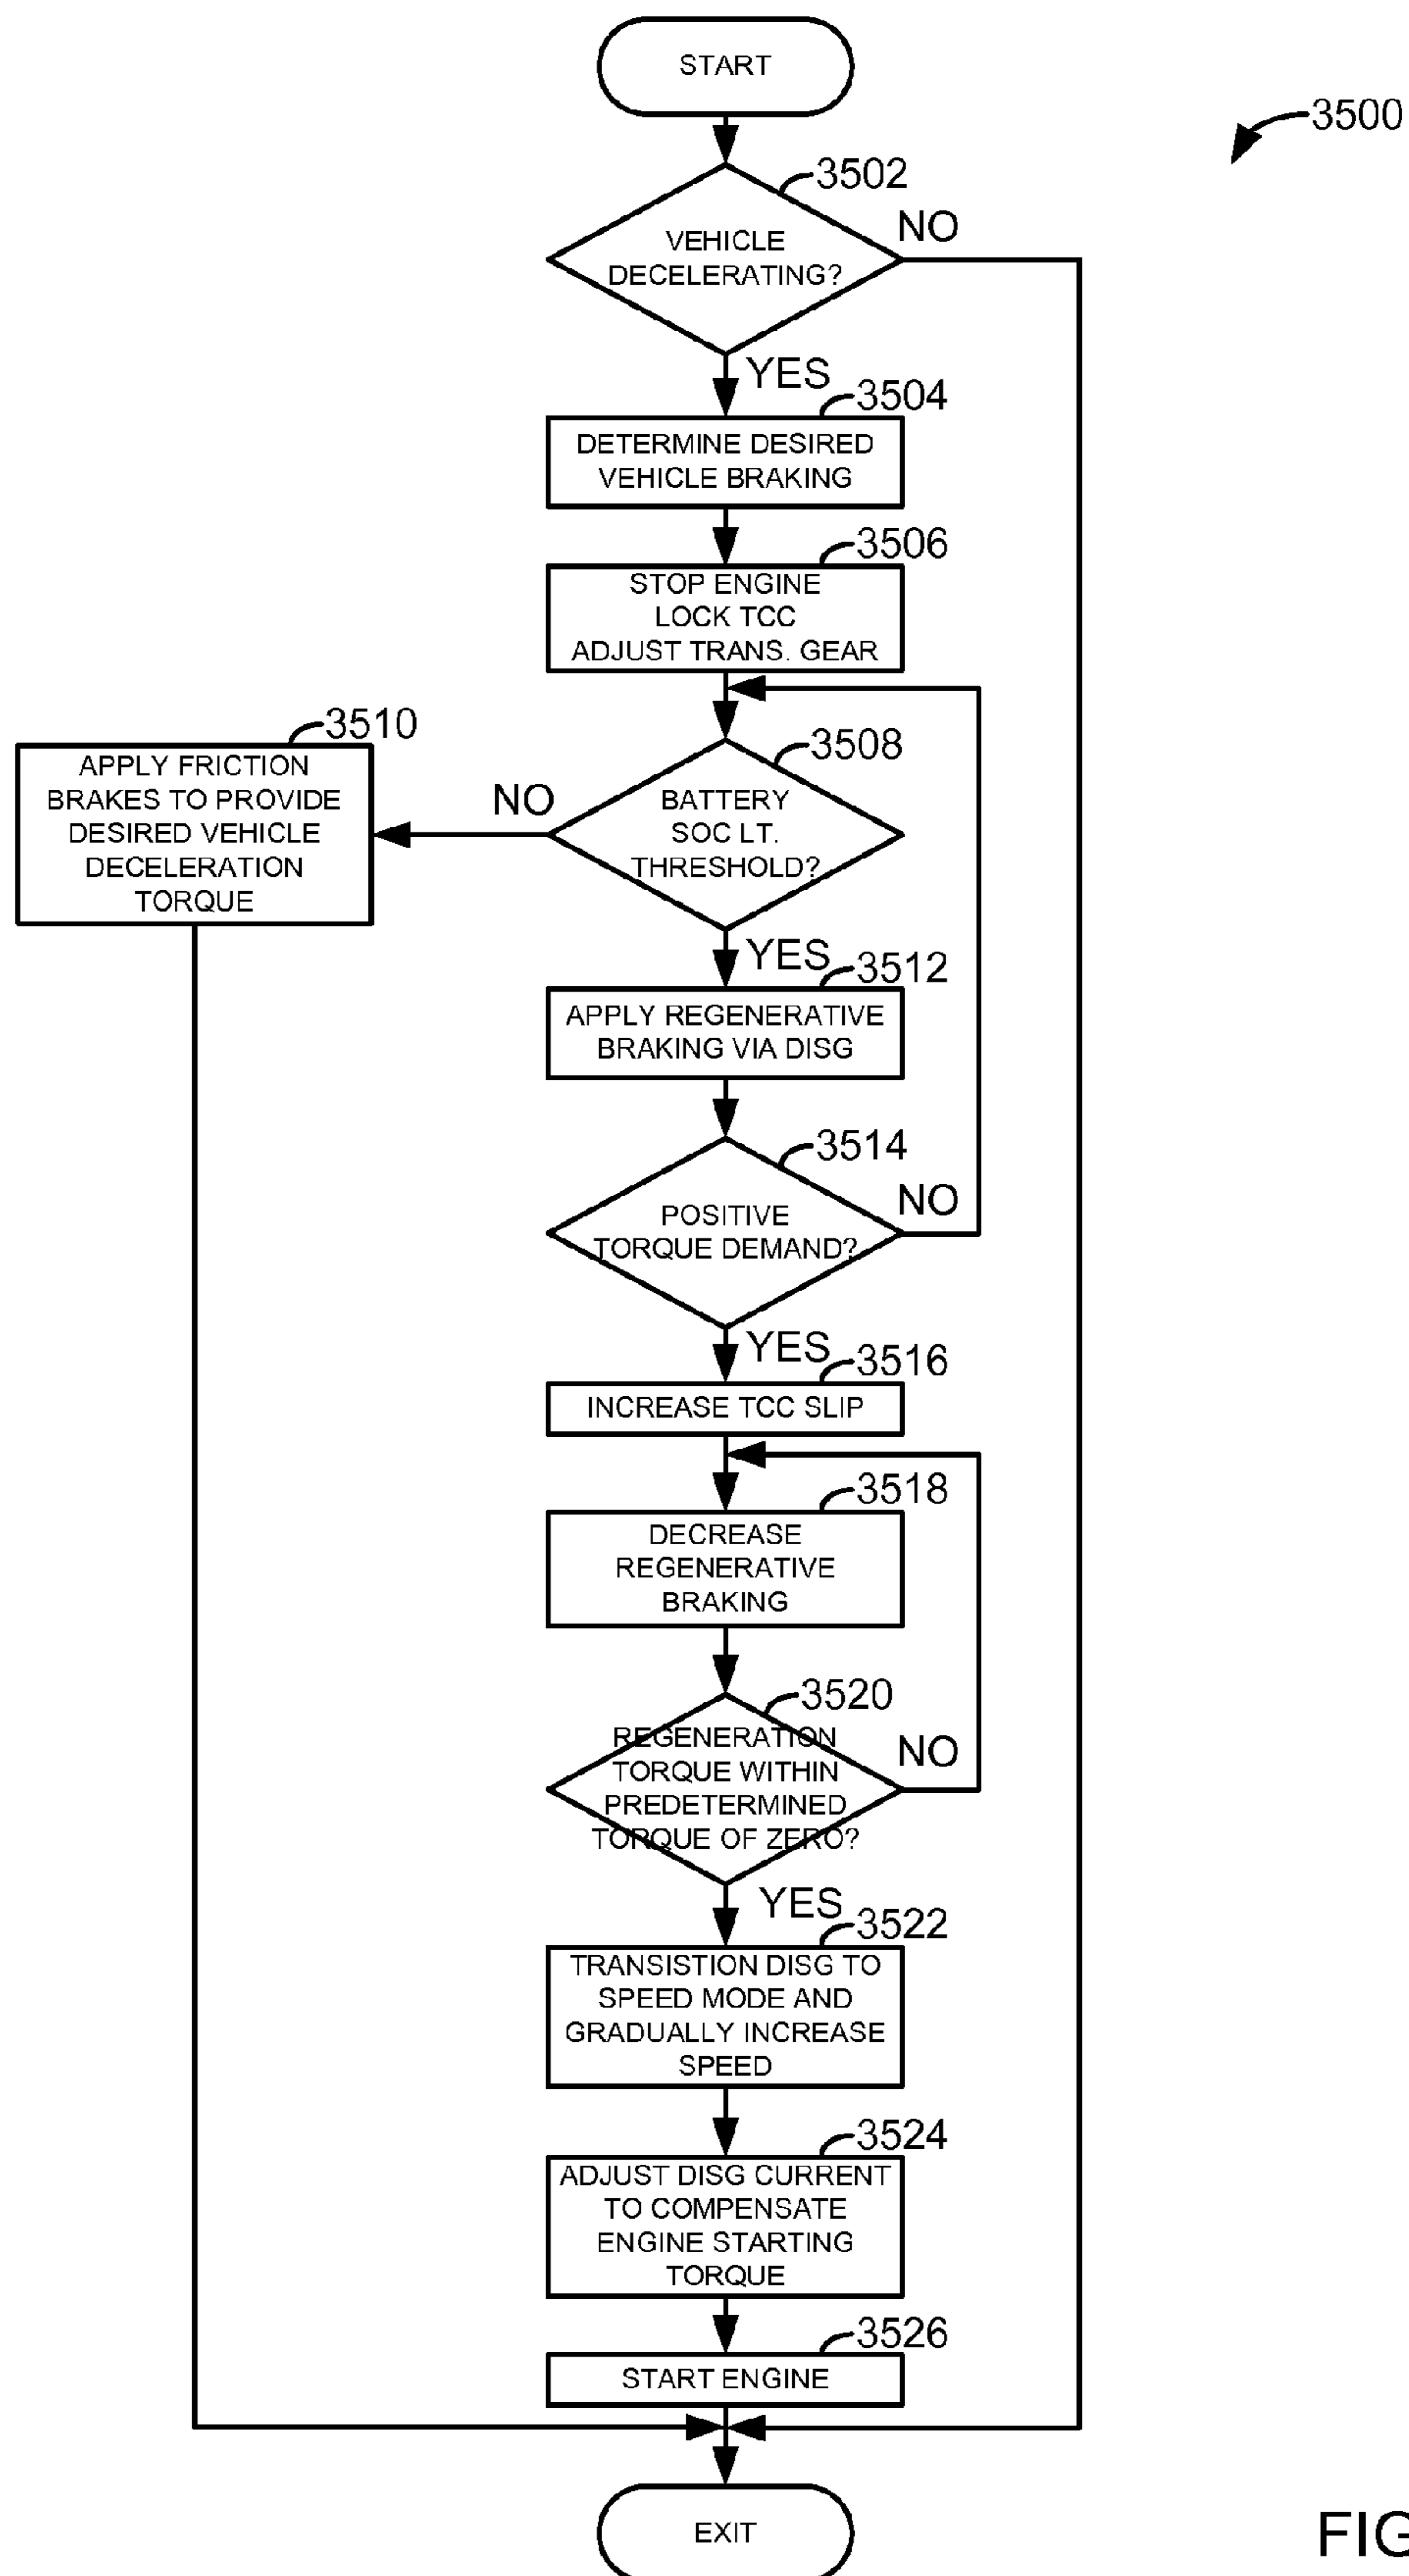 START
3500
3502
VEHICLE
DECELERATING?
NO
YES
3504
DETERMINE DESIRED
VEHICLE BRAKING
3506
STOP ENGINE
LOCK TCC
ADJUST TRANS. GEAR
3510
APPLY FRICTION
BRAKES TO PROVIDE
DESIRED VEHICLE
DECELERATION
TORQUE
NO
3508
BATTERY
SOC LT.
THRESHOLD?
YES
3512
APPLY REGENERATIVE
BRAKING VIA DISG
3514
POSITIVE
TORQUE DEMAND?
NO
YES
3516
INCREASE TCC SLIP
3518
DECREASE
REGENERATIVE
BRAKING
3520
REGENERATION
TORQUE WITHIN
PREDETERMINED
TORQUE OF ZERO?
NO
YES
3522
TRANSISTION DISG TO
SPEED MODE AND
GRADUALLY INCREASE
SPEED
3524
ADJUST DISG CURRENT
TO COMPENSATE
ENGINE STARTING
TORQUE
3526
START ENGINE
EXIT
FIG